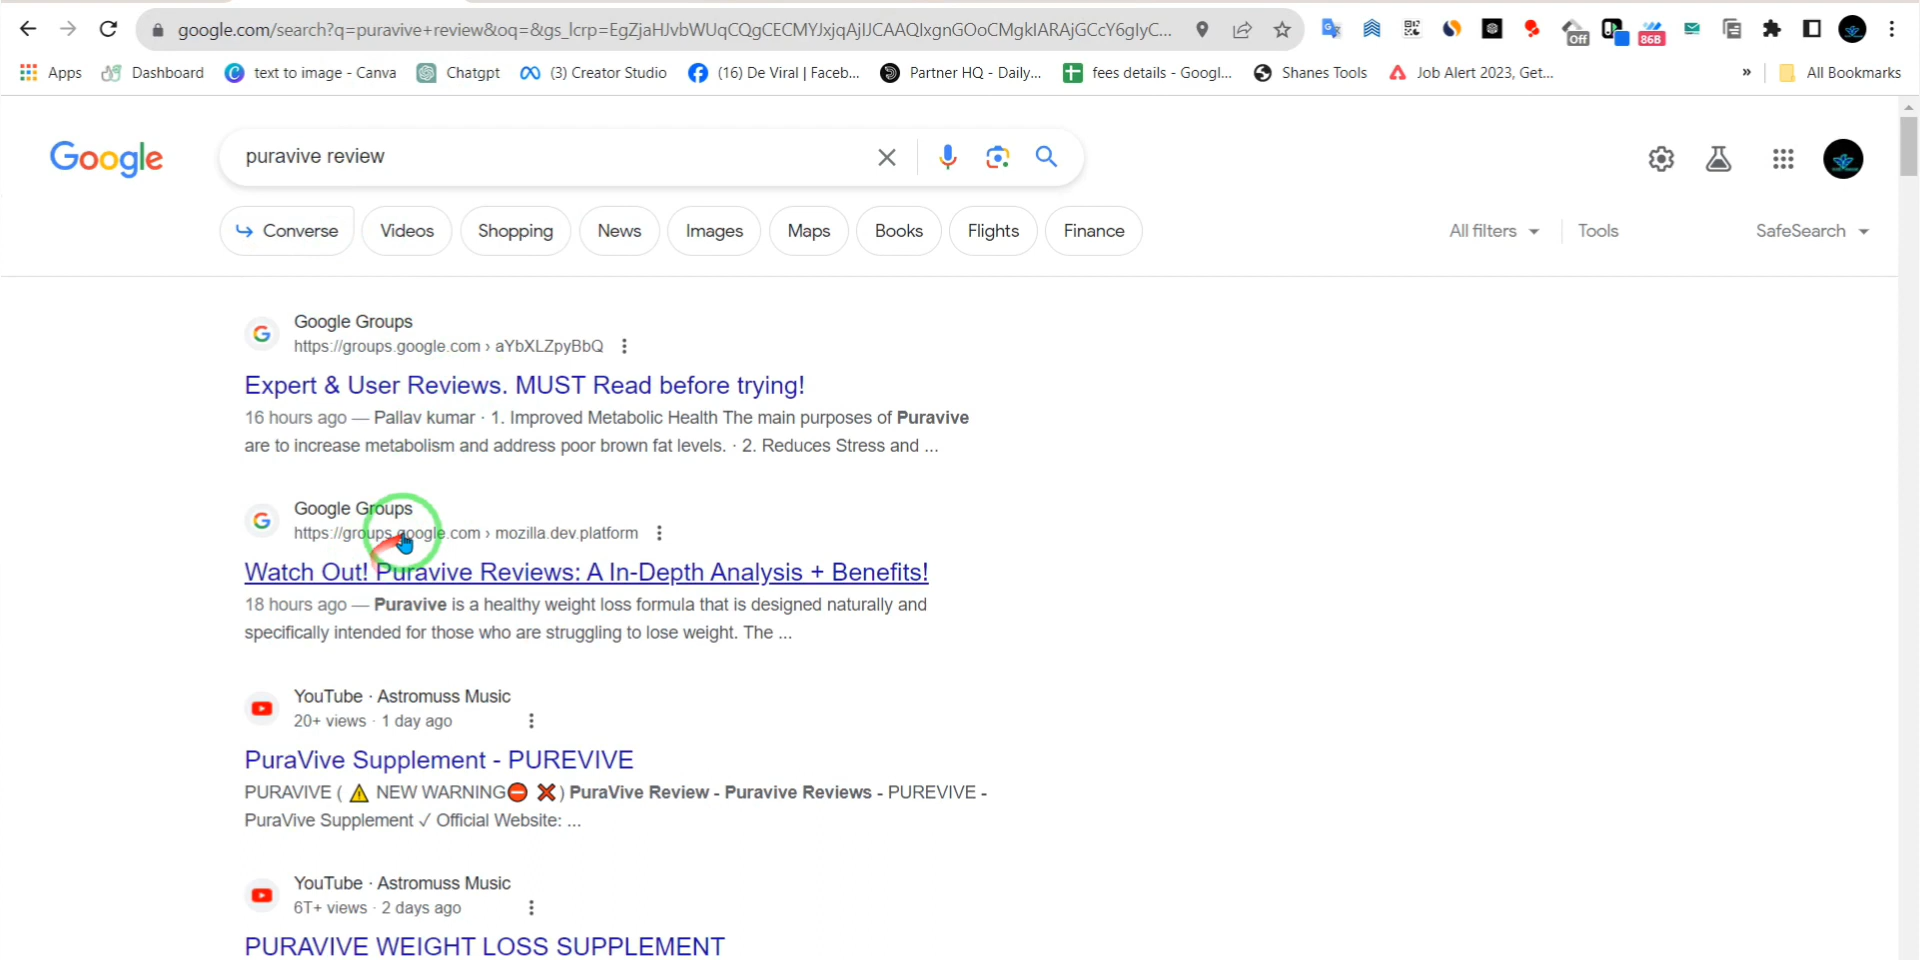 google.com/search?q=puravive+review&oq=&gs_lcrp=EgZjaHJvbWUqCQgCECMYJxjqAjIJCAAQIxgnGOoCMgkIARAjGCcY6gIyC...
Off
86B
Apps
Dashboard
text to image - Canva
Chatgpt
(3) Creator Studio
(16) De Viral | Faceb...
Partner HQ - Daily...
fees details - Googl...
Shanes Tools
Job Alert 2023, Get...
»
All Bookmarks
Google
puravive review
Converse
Videos
Shopping
News
Images
Maps
Books
Flights
Finance
All filters
Tools
SafeSearch
Google Groups
https://groups.google.com › aYbXLZpyBbQ
Expert & User Reviews. MUST Read before trying!
16 hours ago — Pallav kumar · 1. Improved Metabolic Health The main purposes of Puravive
are to increase metabolism and address poor brown fat levels. · 2. Reduces Stress and ...
Google Groups
https://groups.google.com › mozilla.dev.platform
Watch Out! Puravive Reviews: A In-Depth Analysis + Benefits!
18 hours ago — Puravive is a healthy weight loss formula that is designed naturally and
specifically intended for those who are struggling to lose weight. The ...
YouTube · Astromuss Music
20+ views · 1 day ago
PuraVive Supplement - PUREVIVE
PURAVIVE ( ⚠️ NEW WARNING⛔ ❌) PuraVive Review - Puravive Reviews - PUREVIVE -
PuraVive Supplement ✓ Official Website: ...
YouTube · Astromuss Music
6T+ views · 2 days ago
PURAVIVE WEIGHT LOSS SUPPLEMENT